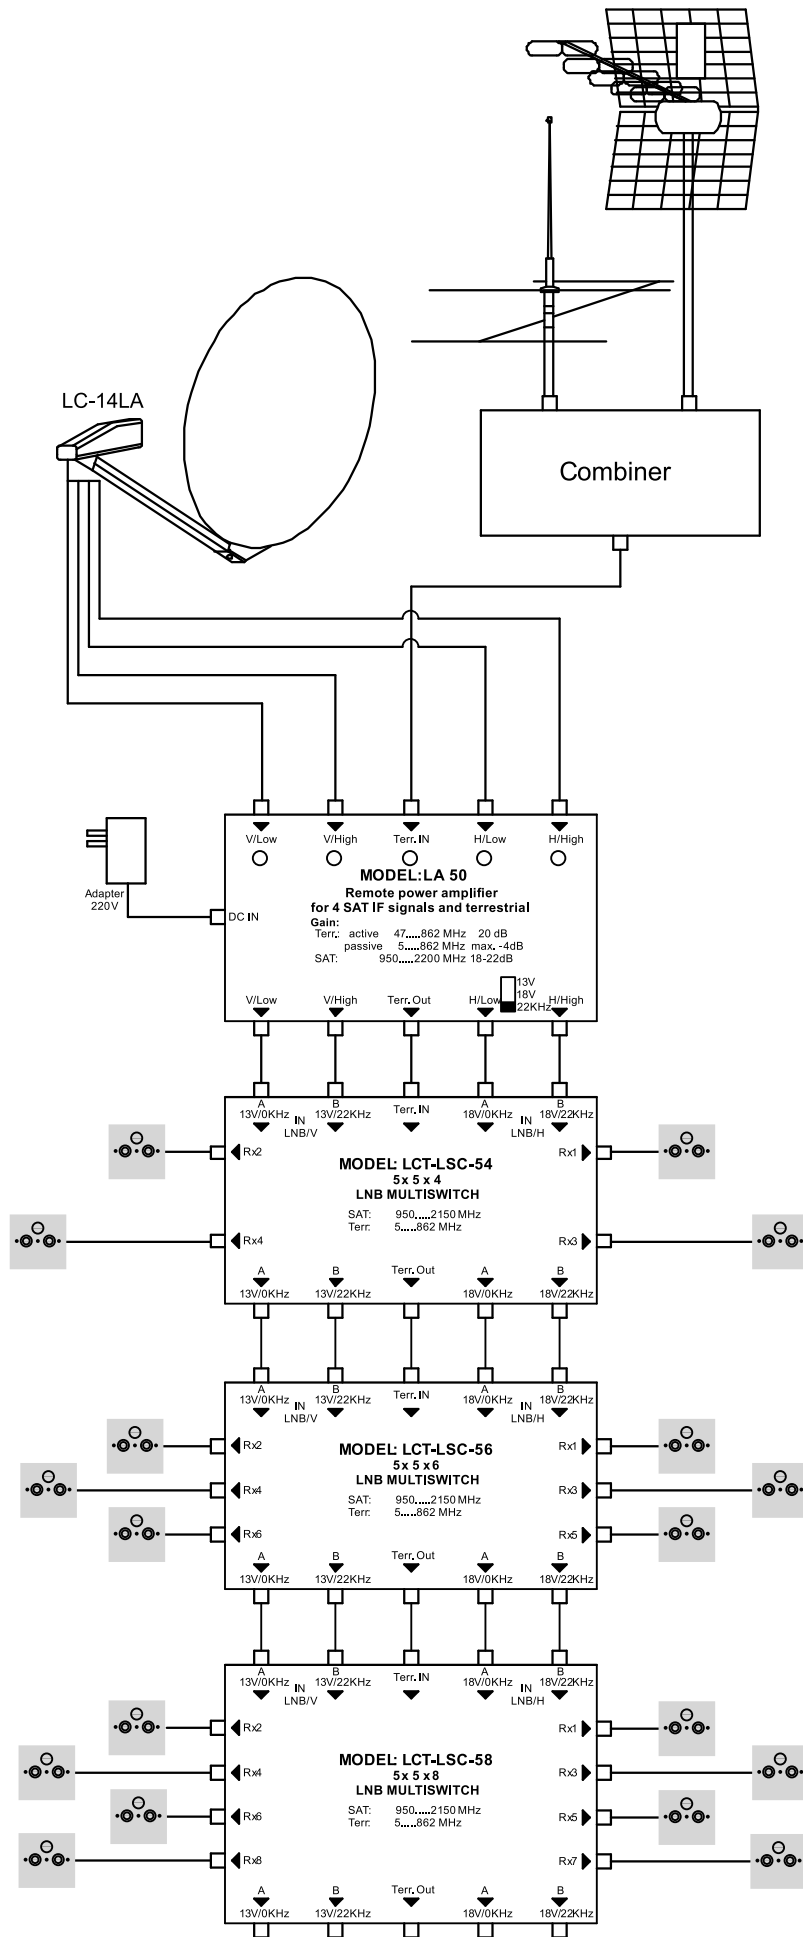 LC-14LA
Combiner
V/Low V/High Terr. IN H/Low H/High
MODEL:LA 50
Adapter
220V
Remote power amplifier
for 4 SAT IF signals and terrestrial
DC IN
Gain:
Terr.: active 47.....862 MHz 20 dB
passive 5....862 MHz max. -4dB
SAT: 950.....2200 MHz 18-22dB
13V
18V
22KHz
V/Low V/High Terr. Out H/Low H/High
A B Terr. IN A B
13V/0KHz 13V/22KHz 18V/0KHz 18V/22KHz
IN LNB/V IN LNB/H
Rx2 Rx1
MODEL: LCT-LSC-54
5x 5 x 4
LNB MULTISWITCH
SAT: 950.....2150 MHz
Terr: 5....862 MHz
Rx4 Rx3
A B Terr. Out A B
13V/0KHz 13V/22KHz 18V/0KHz 18V/22KHz
A B Terr. IN A B
13V/0KHz 13V/22KHz 18V/0KHz 18V/22KHz
IN LNB/V IN LNB/H
Rx2 Rx1
MODEL: LCT-LSC-56
5x 5 x 6
LNB MULTISWITCH
Rx4 Rx3
SAT: 950.....2150 MHz
Terr: 5....862 MHz
Rx6 Rx5
A B Terr. Out A B
13V/0KHz 13V/22KHz 18V/0KHz 18V/22KHz
A B Terr. IN A B
13V/0KHz 13V/22KHz 18V/0KHz 18V/22KHz
IN LNB/V IN LNB/H
Rx2 Rx1
MODEL: LCT-LSC-58
5x 5 x 8
LNB MULTISWITCH
Rx4 Rx3
SAT: 950.....2150 MHz
Terr: 5....862 MHz
Rx6 Rx5
Rx8 Rx7
A B Terr. Out A B
13V/0KHz 13V/22KHz 18V/0KHz 18V/22KHz